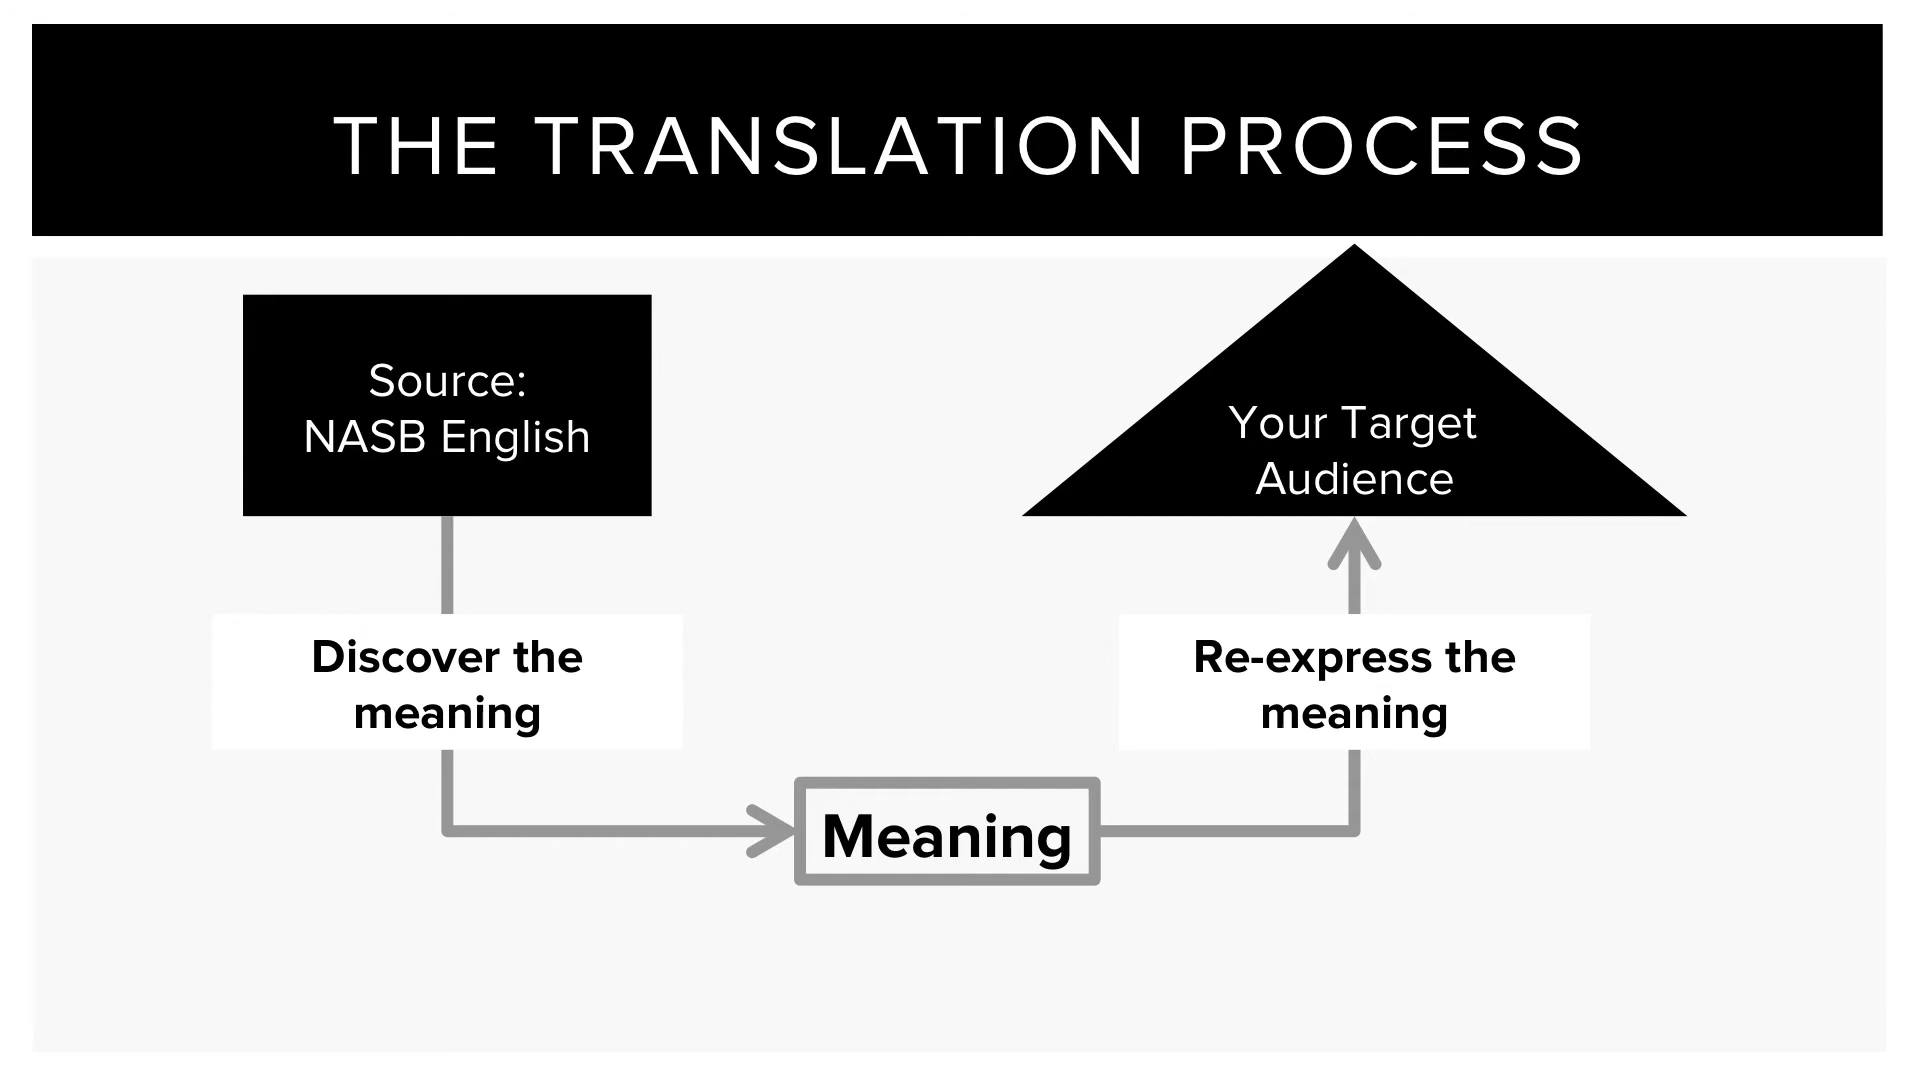 THE TRANSLATION PROCESS
Source:
NASB English
Your Target
Audience
Discover the
meaning
Re-express the
meaning
Meaning